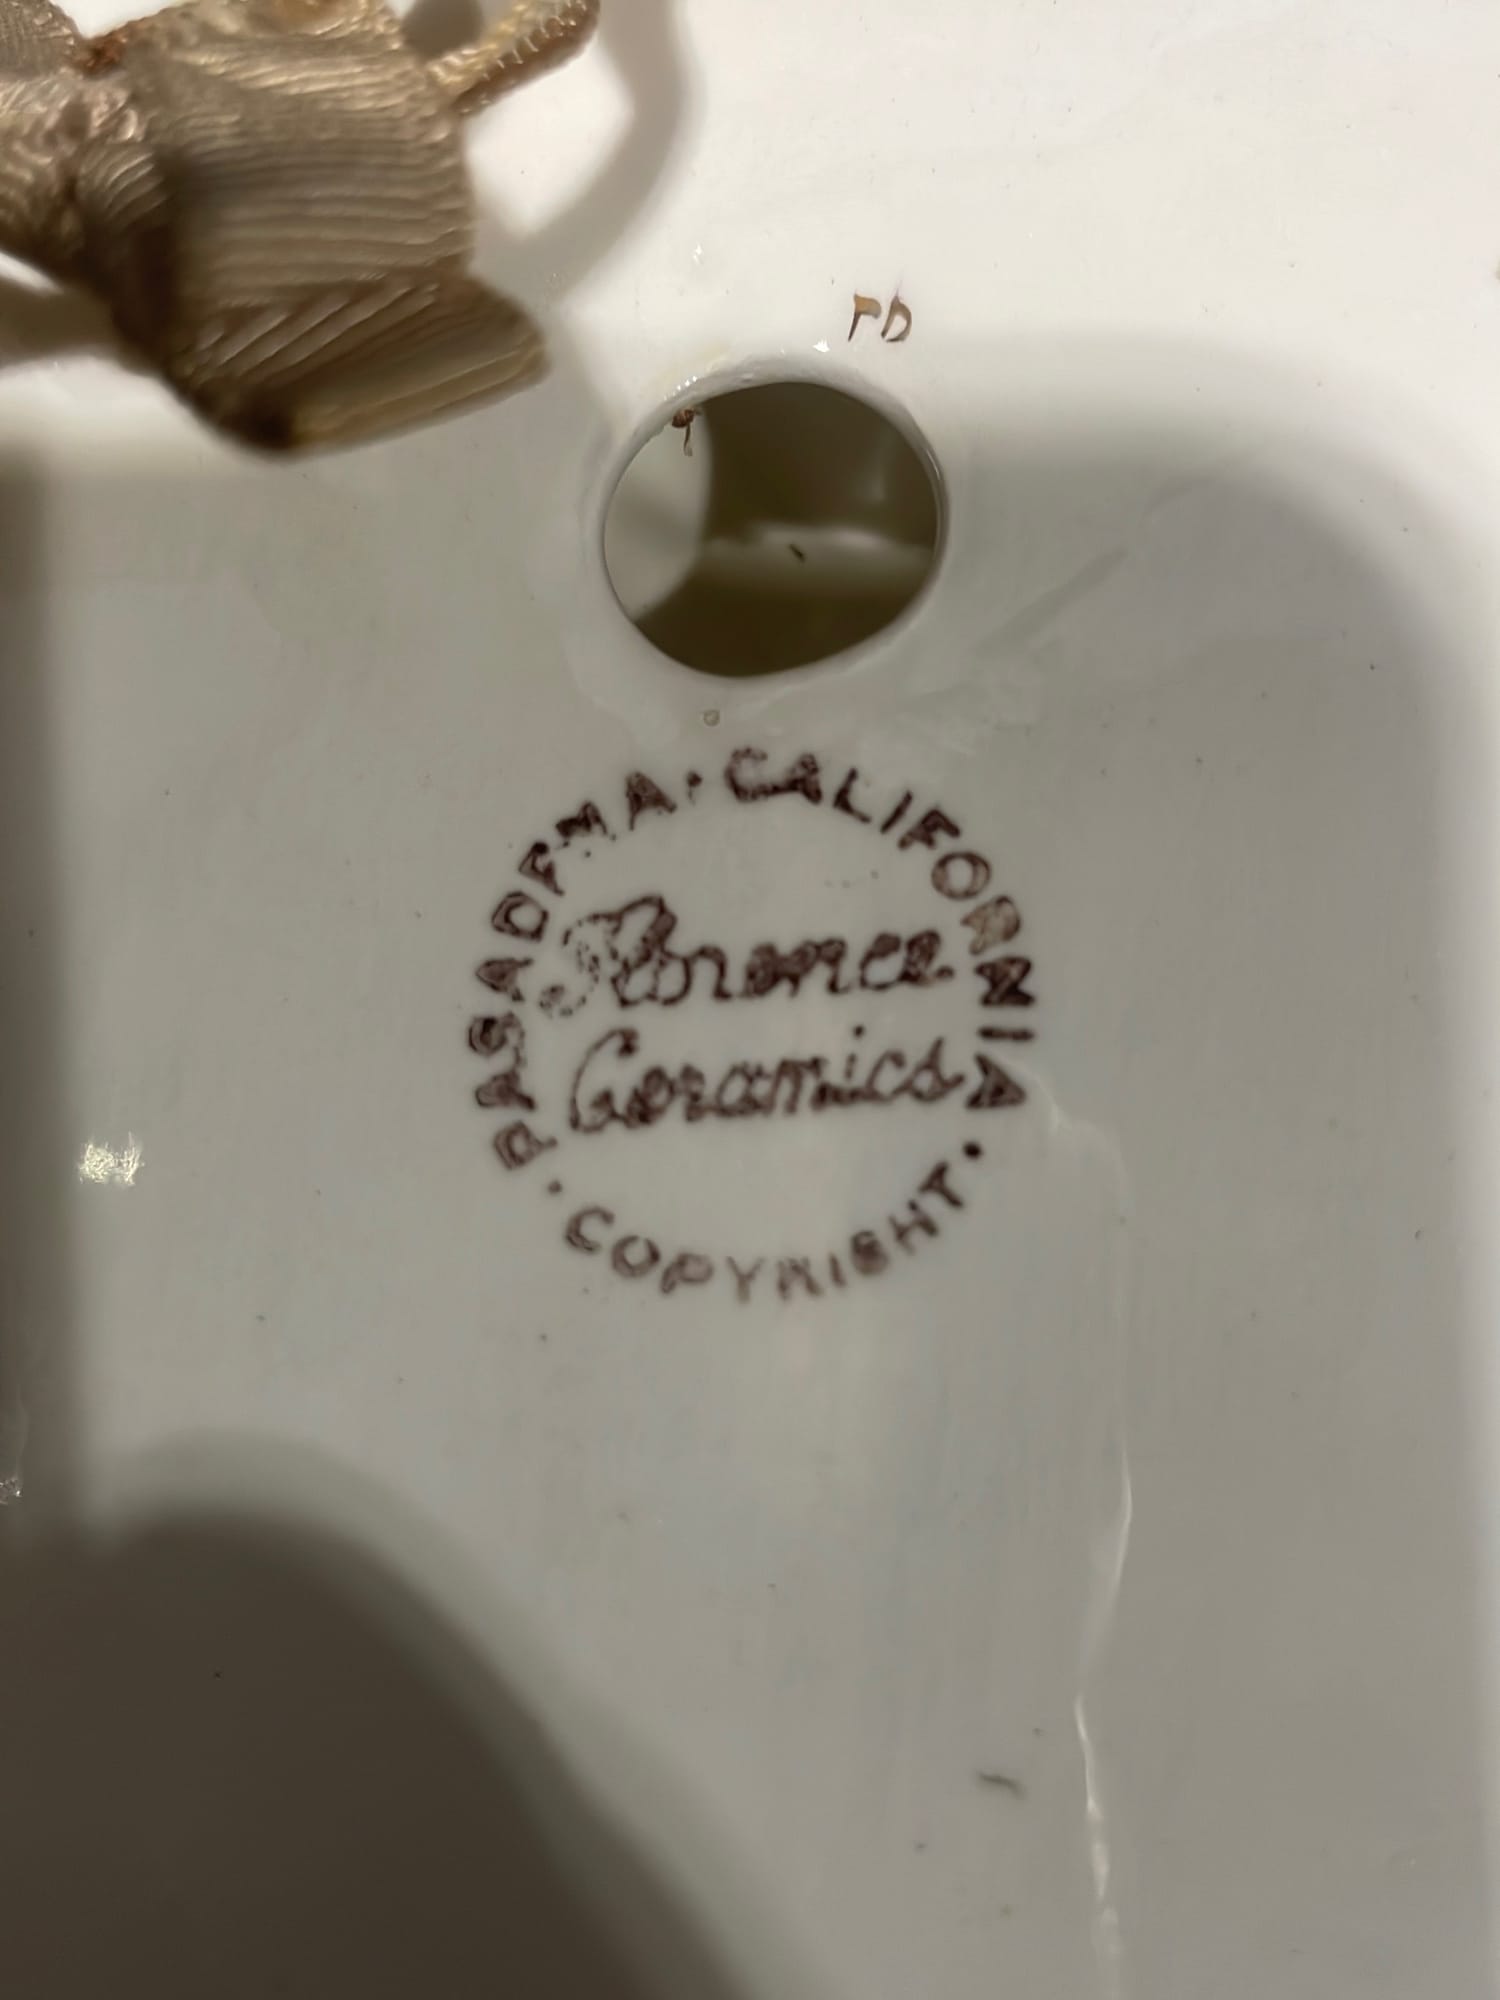 PD
PASADENA · CALIFORNIA
Florence
Ceramics
· COPYRIGHT ·